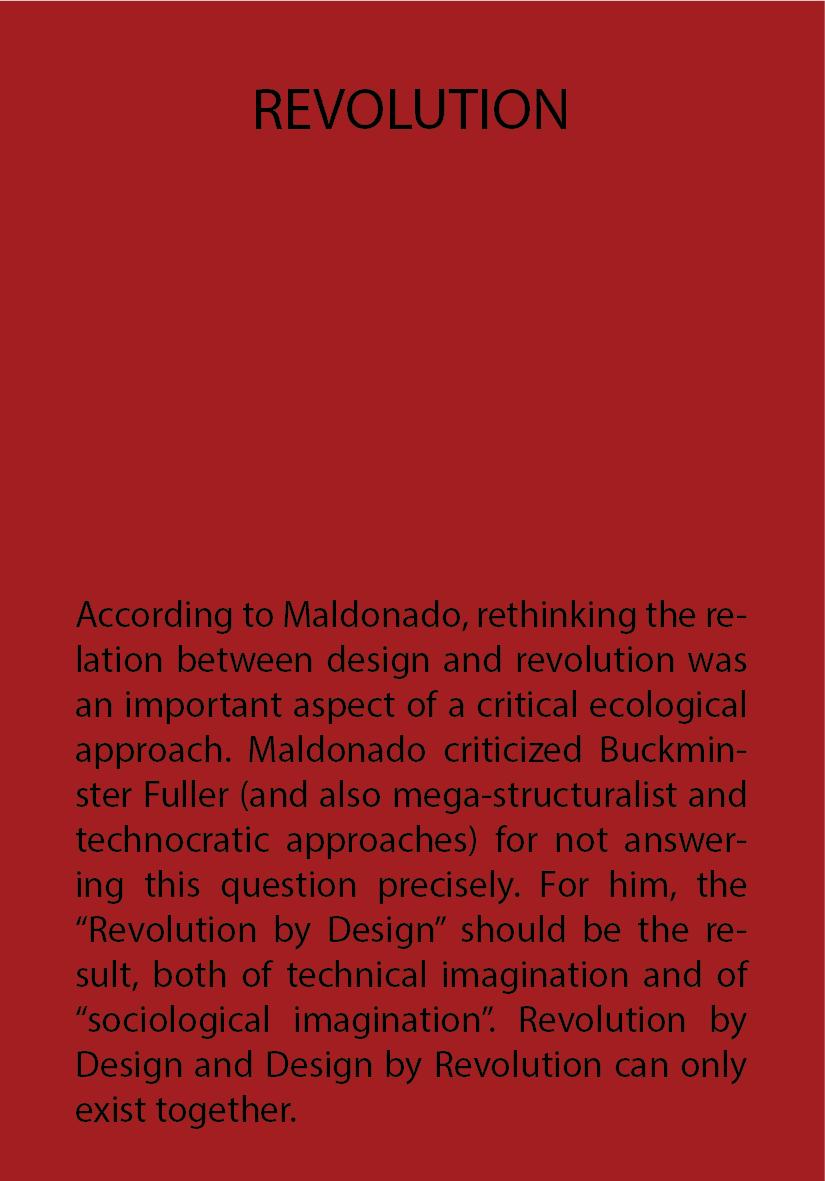 REVOLUTION
According to Maldonado, rethinking the re-
lation between design and revolution was
an important aspect of a critical ecological
approach. Maldonado criticized Buckmin-
ster Fuller (and also mega-structuralist and
technocratic approaches) for not answer-
ing this question precisely. For him, the
“Revolution by Design” should be the re-
sult, both of technical imagination and of
“sociological imagination”. Revolution by
Design and Design by Revolution can only
exist together.